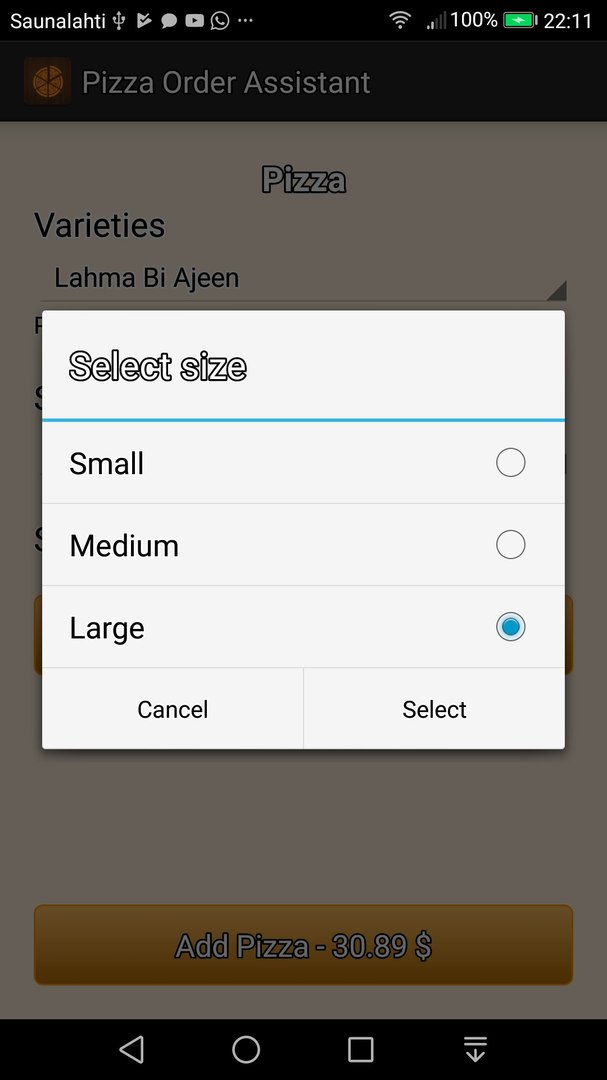 Saunalahti 100% 22:11
Pizza Order Assistant
Pizza
Varieties
Lahma Bi Ajeen
Select size
Small
Medium
Large
Cancel Select
Add Pizza - 30.89 $